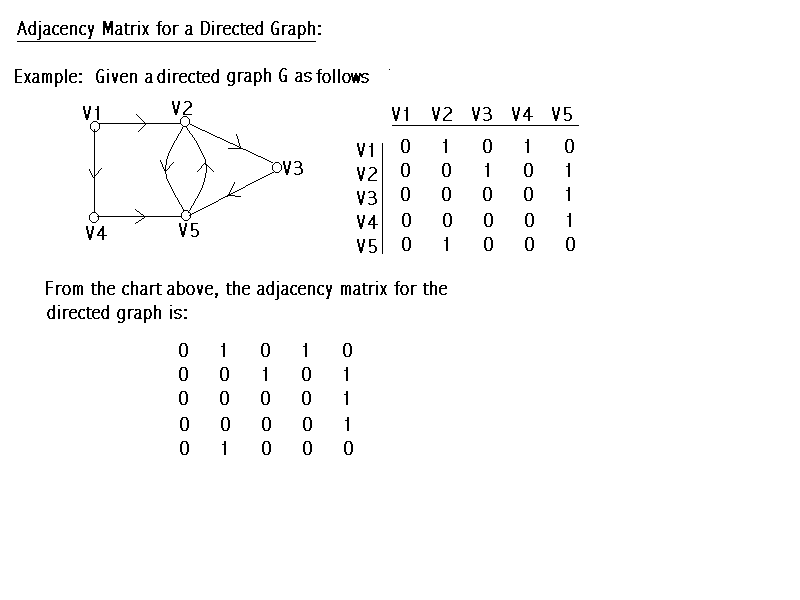 Adjacency Matrix for a Directed Graph:
Example: Given a directed graph G as follows
V1 V2 V3 V4 V5
V1 V2 V3 V4 V5
V1 0 1 0 1 0
V2 0 0 1 0 1
V3 0 0 0 0 1
V4 0 0 0 0 1
V5 0 1 0 0 0
From the chart above, the adjacency matrix for the
directed graph is:
0 1 0 1 0
0 0 1 0 1
0 0 0 0 1
0 0 0 0 1
0 1 0 0 0